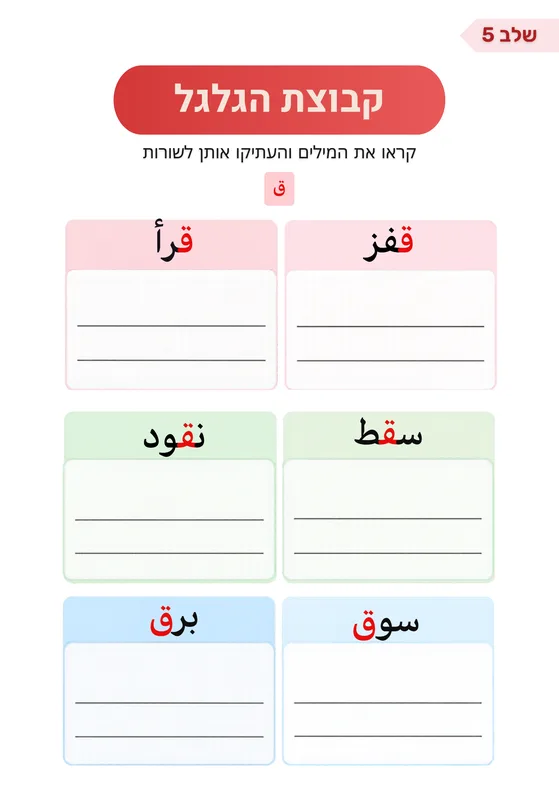 שלב 5
קבוצת הגלגל
קראו את המילים והעתיקו אותן לשורות
ق
قفز
قرأ
سقط
نقود
سوق
برق